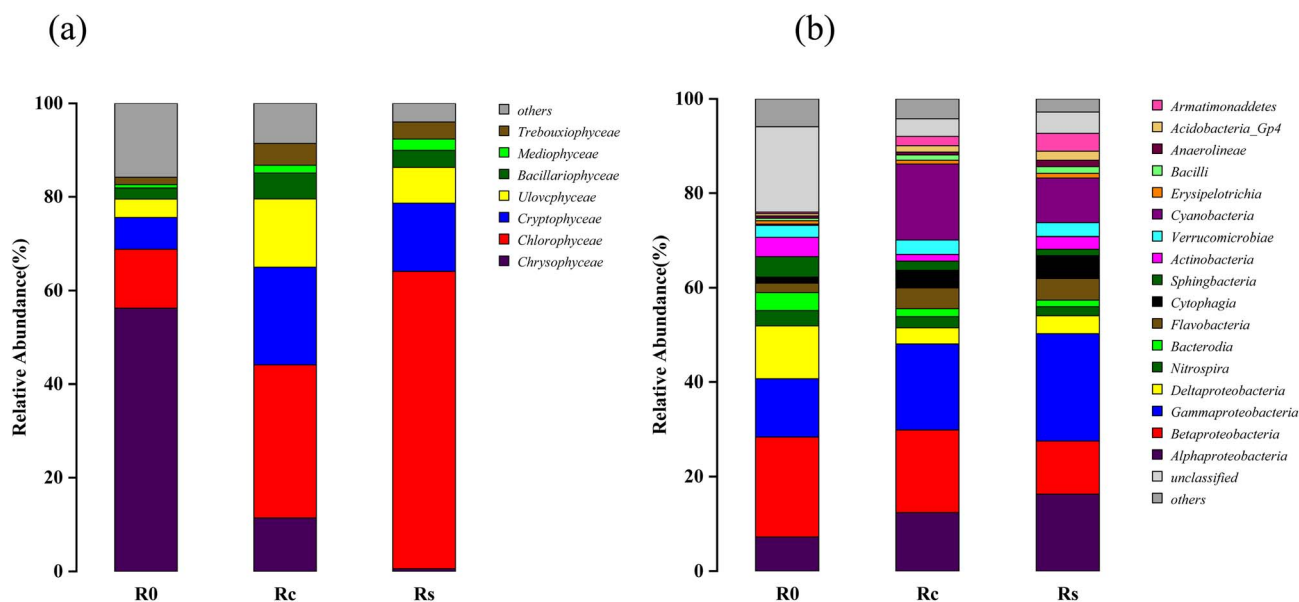 (a)
Relative Abundance(%)
100
80
60
40
20
0
R0
Rc
Rs
others
Trebouxiophyceae
Mediophyceae
Bacillariophyceae
Ulovcphyceae
Cryptophyceae
Chlorophyceae
Chrysophyceae
(b)
Relative Abundance(%)
100
80
60
40
20
0
R0
Rc
Rs
Armatimonaddetes
Acidobacteria_Gp4
Anaerolineae
Bacilli
Erysipelotrichia
Cyanobacteria
Verrucomicrobiae
Actinobacteria
Sphingbacteria
Cytophagia
Flavobacteria
Bacterodia
Nitrospira
Deltaproteobacteria
Gammaproteobacteria
Betaproteobacteria
Alphaproteobacteria
unclassified
others